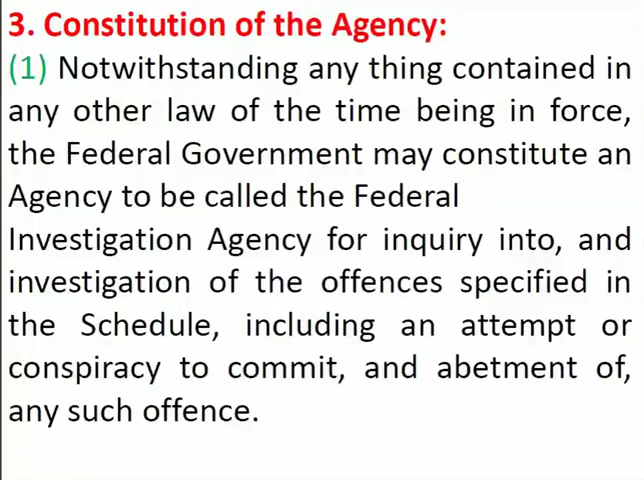 3. Constitution of the Agency:
(1) Notwithstanding any thing contained in
any other law of the time being in force,
the Federal Government may constitute an
Agency to be called the Federal
Investigation Agency for inquiry into, and
investigation of the offences specified in
the Schedule, including an attempt or
conspiracy to commit, and abetment of,
any such offence.